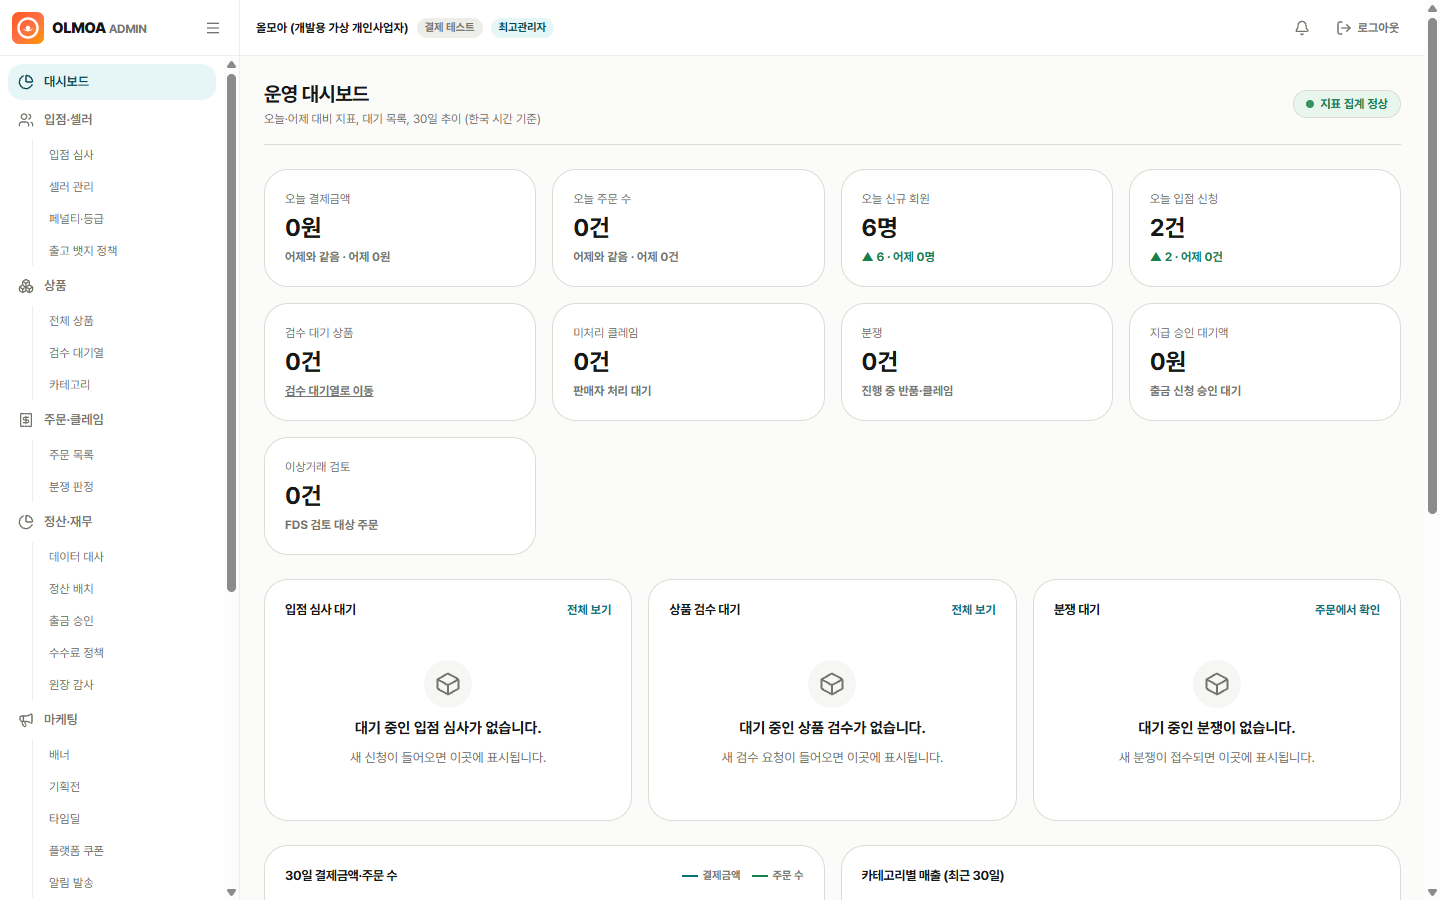 OLMOA ADMIN
올모아 (개발용 가상 개인사업자) 결제 테스트 최고관리자
로그아웃
대시보드
입점·셀러
입점 심사
셀러 관리
페널티·등급
출고 뱃지 정책
상품
전체 상품
검수 대기열
카테고리
주문·클레임
주문 목록
분쟁 판정
정산·재무
데이터 대사
정산 배치
출금 승인
수수료 정책
원장 감사
마케팅
배너
기획전
타임딜
플랫폼 쿠폰
알림 발송
운영 대시보드
오늘·어제 대비 지표, 대기 목록, 30일 추이 (한국 시간 기준)
지표 집계 정상
오늘 결제금액
0원
어제와 같음 · 어제 0원
오늘 주문 수
0건
어제와 같음 · 어제 0건
오늘 신규 회원
6명
▲ 6 · 어제 0명
오늘 입점 신청
2건
▲ 2 · 어제 0건
검수 대기 상품
0건
검수 대기열로 이동
미처리 클레임
0건
판매자 처리 대기
분쟁
0건
진행 중 반품·클레임
지급 승인 대기액
0원
출금 신청 승인 대기
이상거래 검토
0건
FDS 검토 대상 주문
입점 심사 대기 전체 보기
대기 중인 입점 심사가 없습니다.
새 신청이 들어오면 이곳에 표시됩니다.
상품 검수 대기 전체 보기
대기 중인 상품 검수가 없습니다.
새 검수 요청이 들어오면 이곳에 표시됩니다.
분쟁 대기 주문에서 확인
대기 중인 분쟁이 없습니다.
새 분쟁이 접수되면 이곳에 표시됩니다.
30일 결제금액·주문 수 결제금액 주문 수
카테고리별 매출 (최근 30일)